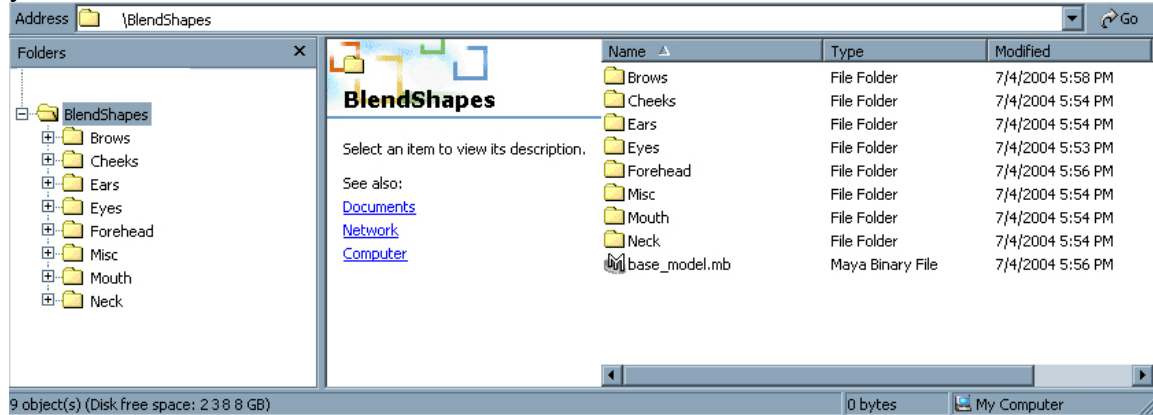 Address \BlendShapes Go
Folders x
BlendShapes
Brows
Cheeks
Ears
Eyes
Forehead
Misc
Mouth
Neck
BlendShapes
Select an item to view its description.
See also:
Documents
Network
Computer
Name Type Modified
Brows File Folder 7/4/2004 5:58 PM
Cheeks File Folder 7/4/2004 5:54 PM
Ears File Folder 7/4/2004 5:54 PM
Eyes File Folder 7/4/2004 5:53 PM
Forehead File Folder 7/4/2004 5:56 PM
Misc File Folder 7/4/2004 5:54 PM
Mouth File Folder 7/4/2004 5:54 PM
Neck File Folder 7/4/2004 5:54 PM
base_model.mb Maya Binary File 7/4/2004 5:56 PM
9 object(s) (Disk free space: 2 3 8 8 GB) 0 bytes My Computer